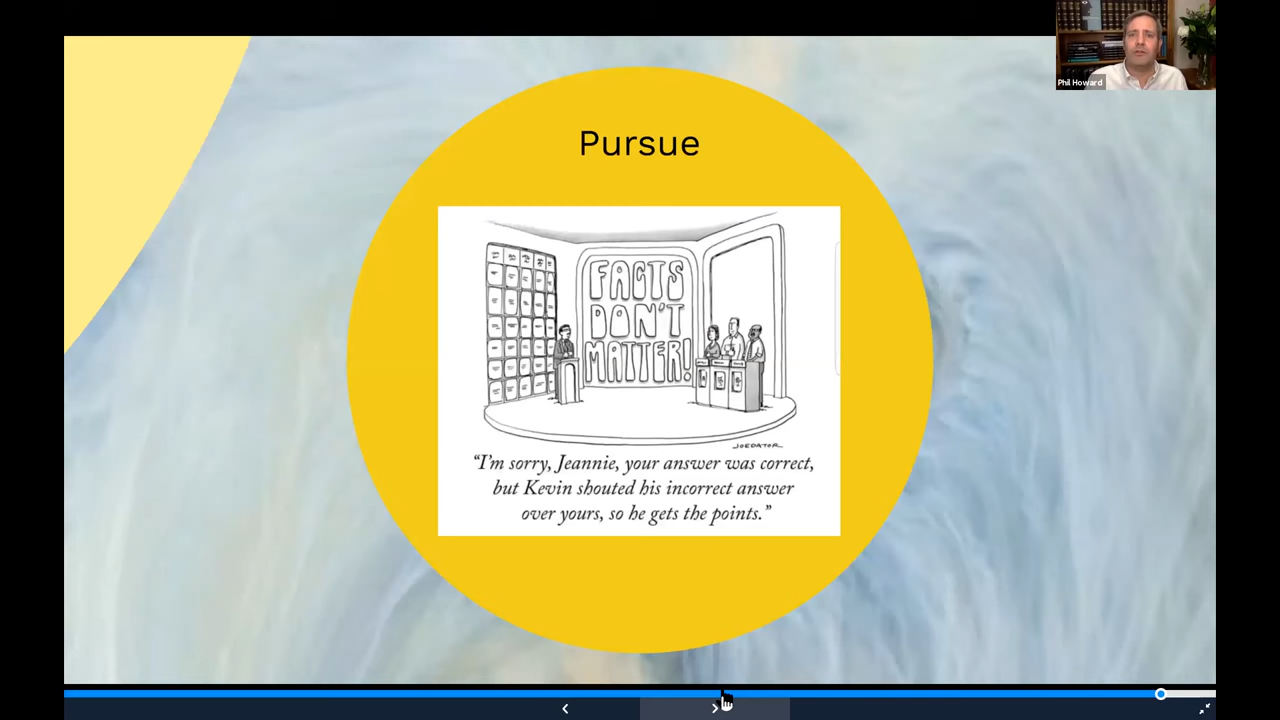 Phil Howard
Pursue
FACTS
DON'T
MATTER!
JOEDATOR
“I'm sorry, Jeannie, your answer was correct,
but Kevin shouted his incorrect answer
over yours, so he gets the points.”